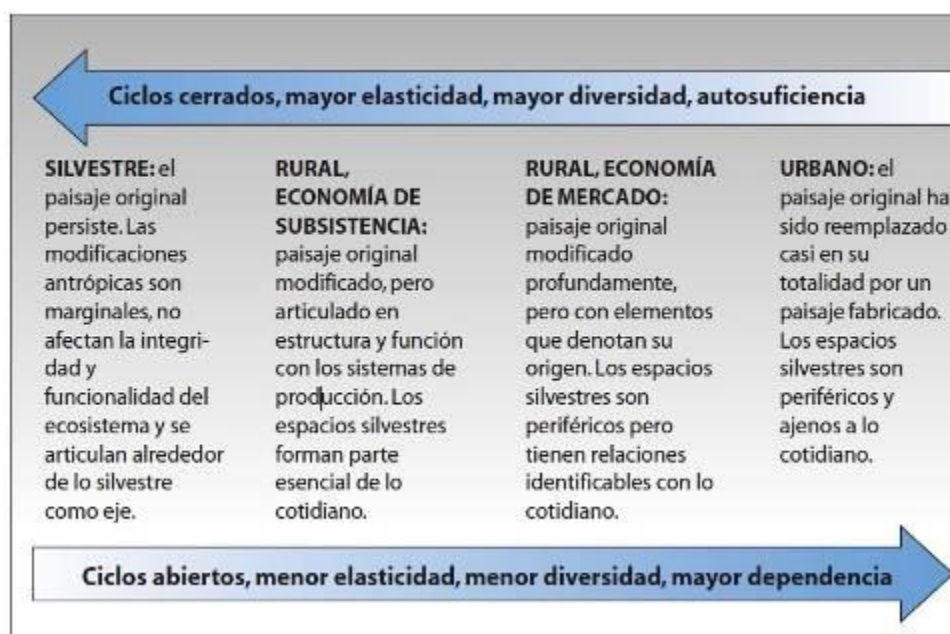 Ciclos cerrados, mayor elasticidad, mayor diversidad, autosuficiencia
SILVESTRE: el
paisaje original
persiste. Las
modificaciones
antrópicas son
marginales, no
afectan la integri-
dad y
funcionalidad del
ecosistema y se
articulan alrededor
de lo silvestre
como eje.
RURAL,
ECONOMÍA DE
SUBSISTENCIA:
paisaje original
modificado, pero
articulado en
estructura y función
con los sistemas de
producción. Los
espacios silvestres
forman parte
esencial de lo
cotidiano.
RURAL, ECONOMÍA
DE MERCADO:
paisaje original
modificado
profundamente,
pero con elementos
que denotan su
origen. Los espacios
silvestres son
periféricos pero
tienen relaciones
identificables con lo
cotidiano.
URBANO: el
paisaje original ha
sido reemplazado
casi en su
totalidad por un
paisaje fabricado.
Los espacios
silvestres son
periféricos y
ajenos a lo
cotidiano.
Ciclos abiertos, menor elasticidad, menor diversidad, mayor dependencia